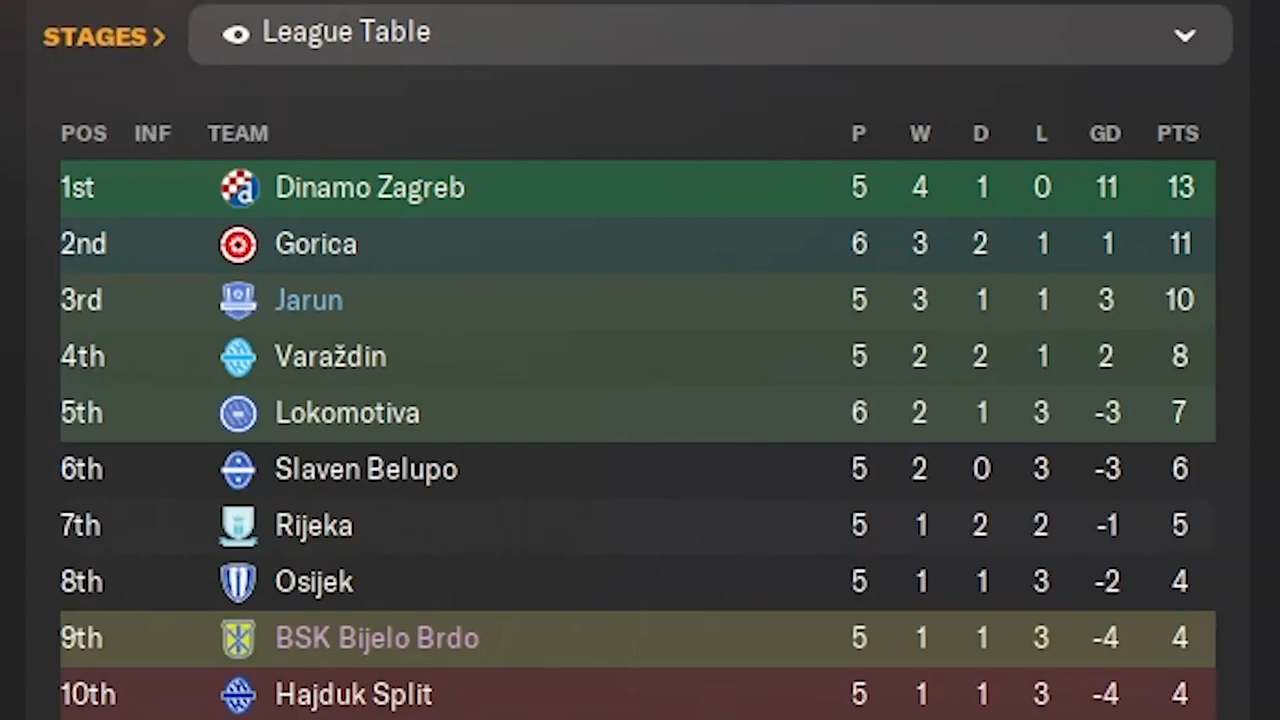 STAGES > League Table
POS INF TEAM P W D L GD PTS
1st Dinamo Zagreb 5 4 1 0 11 13
2nd Gorica 6 3 2 1 1 11
3rd Jarun 5 3 1 1 3 10
4th Varaždin 5 2 2 1 2 8
5th Lokomotiva 6 2 1 3 -3 7
6th Slaven Belupo 5 2 0 3 -3 6
7th Rijeka 5 1 2 2 -1 5
8th Osijek 5 1 1 3 -2 4
9th BSK Bijelo Brdo 5 1 1 3 -4 4
10th Hajduk Split 5 1 1 3 -4 4